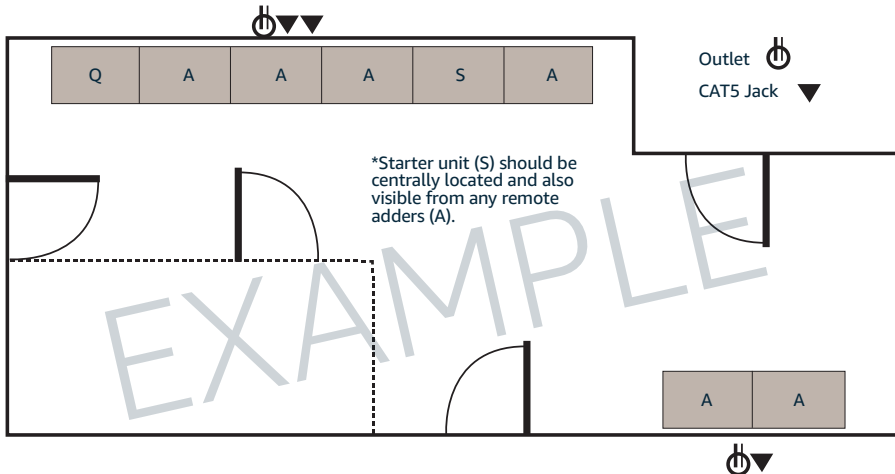 Q A A A S A
Outlet
CAT5 Jack
*Starter unit (S) should be
centrally located and also
visible from any remote
adders (A).
EXAMPLE
A A